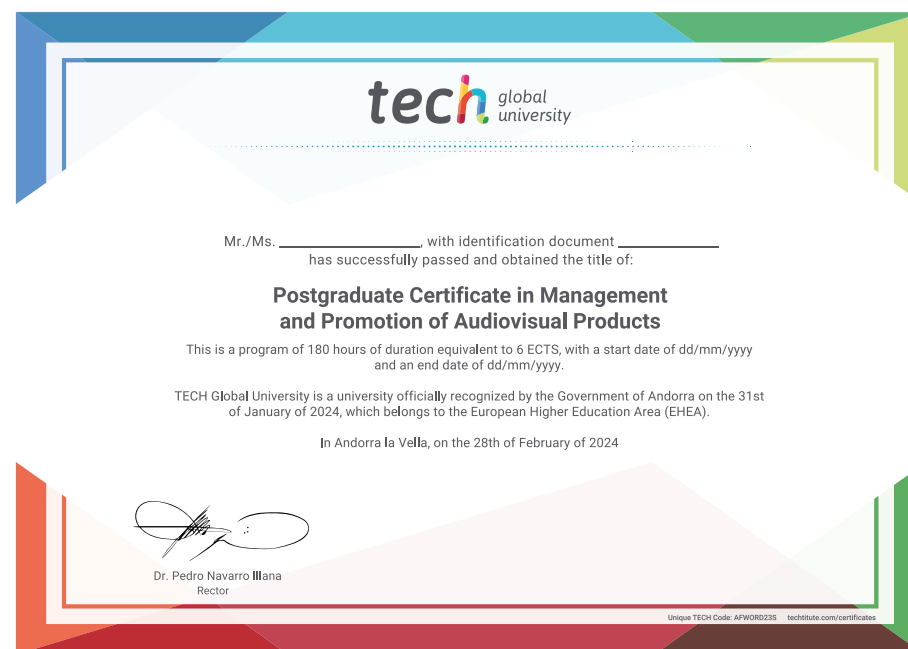 tech global
university
Mr./Ms. ____________________, with identification document ______________
has successfully passed and obtained the title of:
Postgraduate Certificate in Management
and Promotion of Audiovisual Products
This is a program of 180 hours of duration equivalent to 6 ECTS, with a start date of dd/mm/yyyy
and an end date of dd/mm/yyyy.
TECH Global University is a university officially recognized by the Government of Andorra on the 31st
of January of 2024, which belongs to the European Higher Education Area (EHEA).
In Andorra la Vella, on the 28th of February of 2024
Dr. Pedro Navarro Illana
Rector
Unique TECH Code: AFWORD23S techtitute.com/certificates